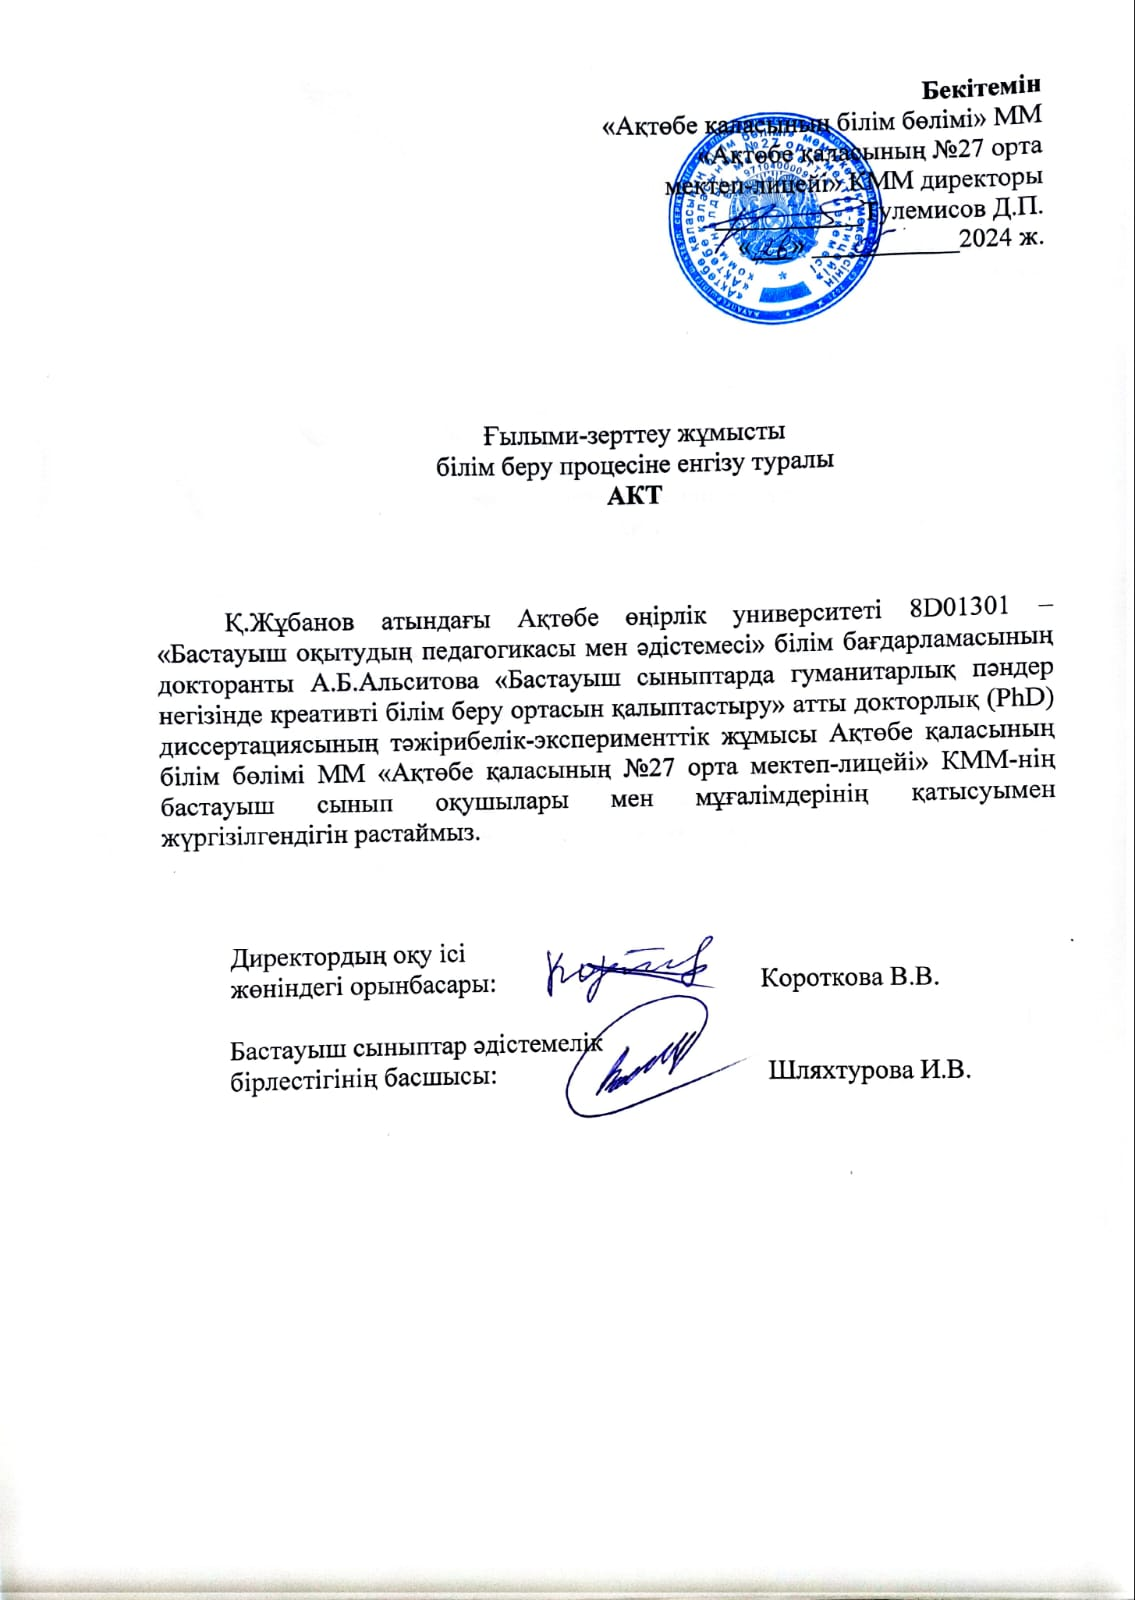 Бекітемін
«Ақтөбе қаласының білім бөлімі» ММ
«Ақтөбе қаласының №27 орта
мектеп-лицейі» КММ директоры
Тулемисов Д.П.
«26» 2024 ж.
Ғылыми-зерттеу жұмысты
білім беру процесіне енгізу туралы
АКТ
Қ.Жұбанов атындағы Ақтөбе өңірлік университеті 8D01301 –
«Бастауыш оқытудың педагогикасы мен әдістемесі» білім бағдарламасының
докторанты А.Б.Альситова «Бастауыш сыныптарда гуманитарлық пәндер
негізінде креативті білім беру ортасын қалыптастыру» атты докторлық (PhD)
диссертациясының тәжірибелік-эксперименттік жұмысы Ақтөбе қаласының
білім бөлімі ММ «Ақтөбе қаласының №27 орта мектеп-лицейі» КММ-нің
бастауыш сынып оқушылары мен мұғалімдерінің қатысуымен
жүргізілгендігін растаймыз.
Директордың оқу ісі
жөніндегі орынбасары: Короткова В.В.
Бастауыш сыныптар әдістемелік
бірлестігінің басшысы: Шляхтурова И.В.